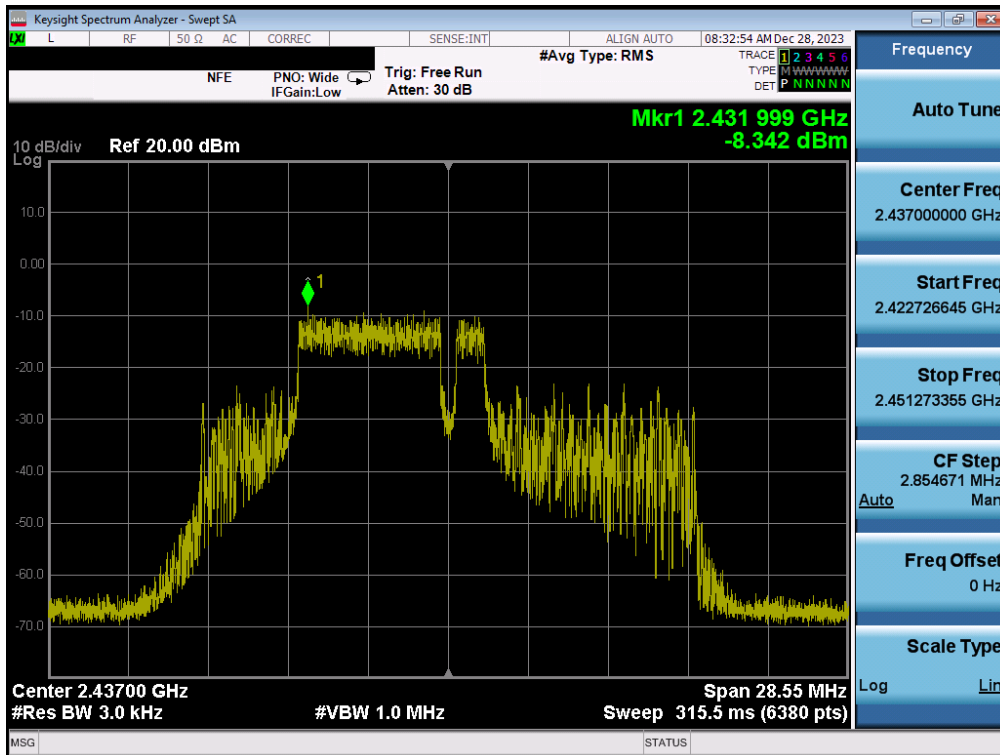 Keysight Spectrum Analyzer - Swept SA
LXI L RF 50 Ω AC CORREC SENSE:INT ALIGN AUTO 08:32:54 AM Dec 28, 2023
NFE PNO: Wide IFGain:Low Trig: Free Run Atten: 30 dB #Avg Type: RMS
TRACE 1 2 3 4 5 6
TYPE M WWWWW
DET P N N N N N
Mkr1 2.431 999 GHz
-8.342 dBm
10 dB/div Ref 20.00 dBm
Log
10.0
0.00
1
-10.0
-20.0
-30.0
-40.0
-50.0
-60.0
-70.0
Center 2.43700 GHz Span 28.55 MHz
#Res BW 3.0 kHz #VBW 1.0 MHz Sweep 315.5 ms (6380 pts)
MSG STATUS
Frequency
Auto Tune
Center Freq
2.437000000 GHz
Start Freq
2.422726645 GHz
Stop Freq
2.451273355 GHz
CF Step
2.854671 MHz
Auto Man
Freq Offset
0 Hz
Scale Type
Log Lin